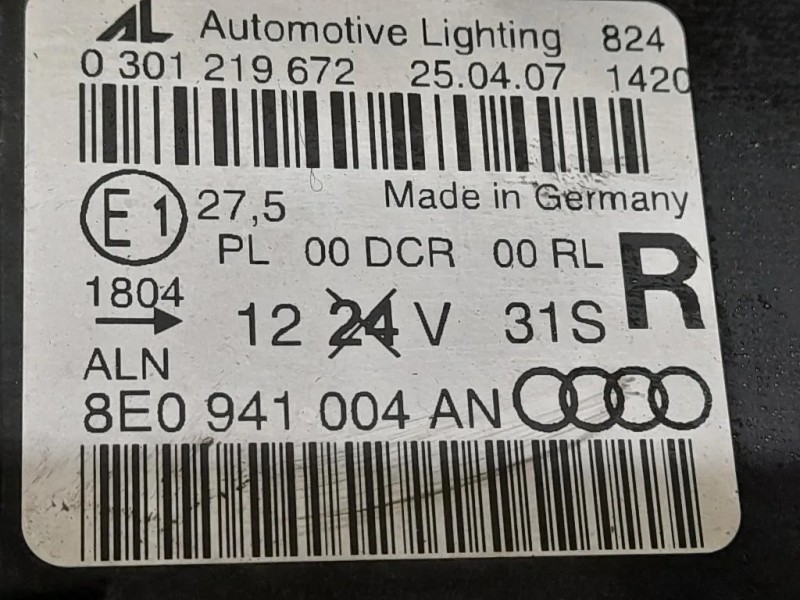 AL Automotive Lighting 824
0 301 219 672 25.04.07 1420
E1 27,5 Made in Germany
PL 00 DCR 00 RL R
1804
12 24 V 31S
ALN
8E0 941 004 AN